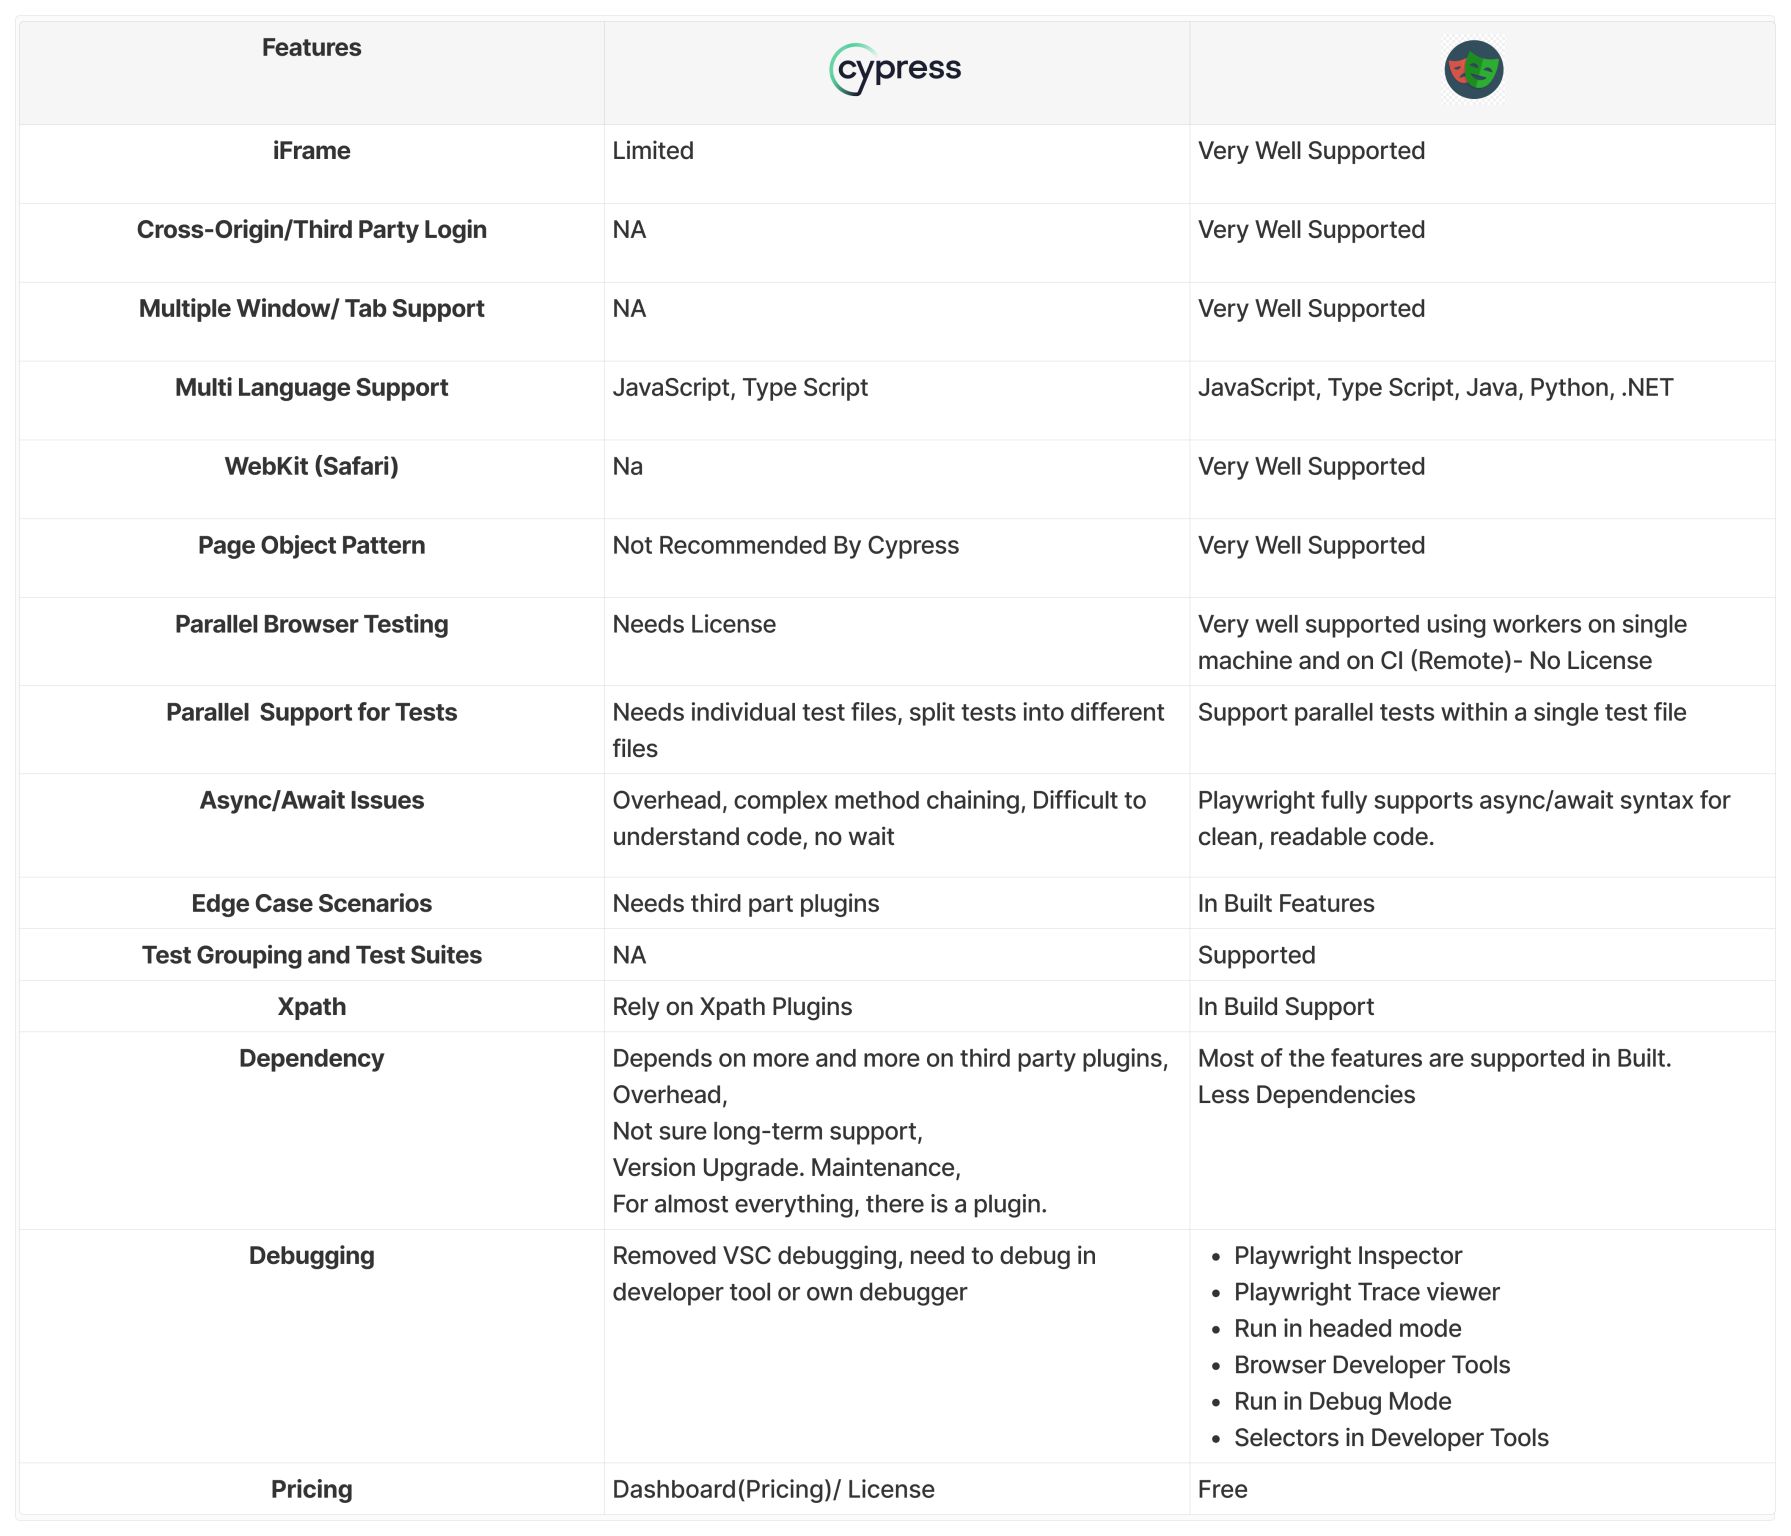 Features
cypress
iFrame
Limited
Very Well Supported
Cross-Origin/Third Party Login
NA
Very Well Supported
Multiple Window/ Tab Support
NA
Very Well Supported
Multi Language Support
JavaScript, Type Script
JavaScript, Type Script, Java, Python, .NET
WebKit (Safari)
Na
Very Well Supported
Page Object Pattern
Not Recommended By Cypress
Very Well Supported
Parallel Browser Testing
Needs License
Very well supported using workers on single
machine and on CI (Remote)- No License
Parallel  Support for Tests
Needs individual test files, split tests into different
files
Support parallel tests within a single test file
Async/Await Issues
Overhead, complex method chaining, Difficult to
understand code, no wait
Playwright fully supports async/await syntax for
clean, readable code.
Edge Case Scenarios
Needs third part plugins
In Built Features
Test Grouping and Test Suites
NA
Supported
Xpath
Rely on Xpath Plugins
In Build Support
Dependency
Depends on more and more on third party plugins,
Overhead,
Not sure long-term support,
Version Upgrade. Maintenance,
For almost everything, there is a plugin.
Most of the features are supported in Built.
Less Dependencies
Debugging
Removed VSC debugging, need to debug in
developer tool or own debugger
• Playwright Inspector
• Playwright Trace viewer
• Run in headed mode
• Browser Developer Tools
• Run in Debug Mode
• Selectors in Developer Tools
Pricing
Dashboard(Pricing)/ License
Free